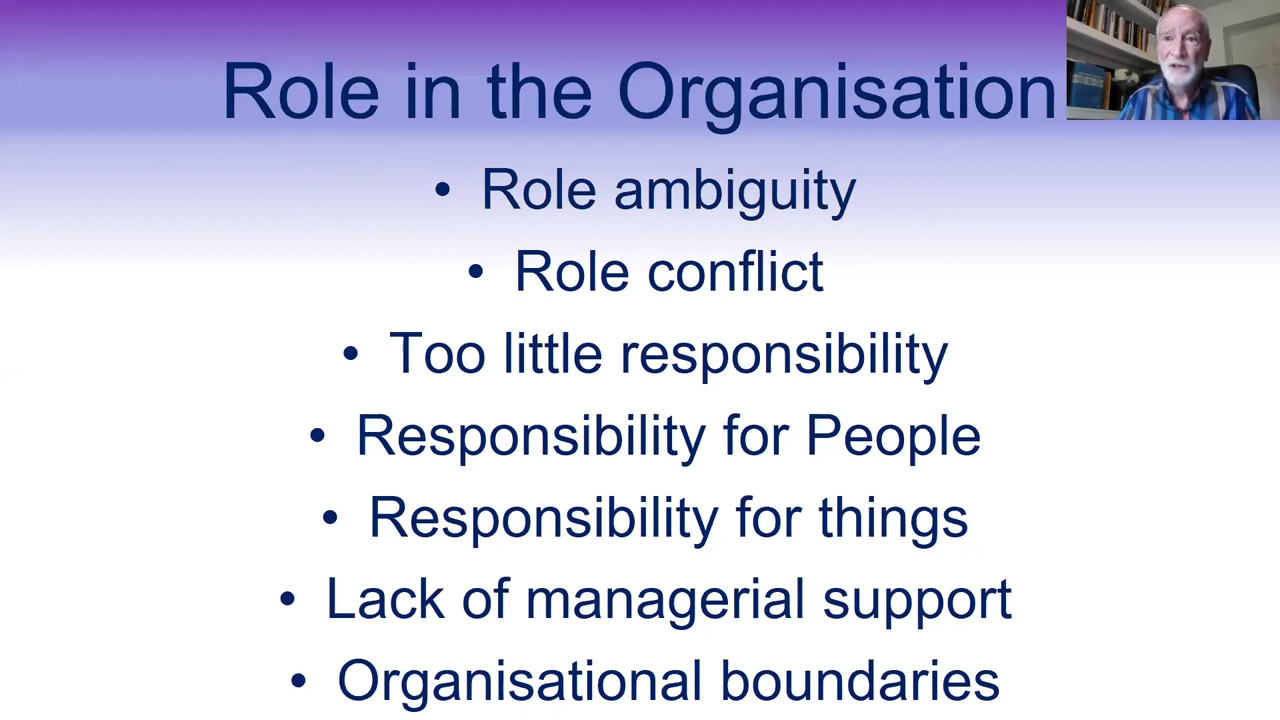 Role in the Organisation
• Role ambiguity
• Role conflict
• Too little responsibility
• Responsibility for People
• Responsibility for things
• Lack of managerial support
• Organisational boundaries